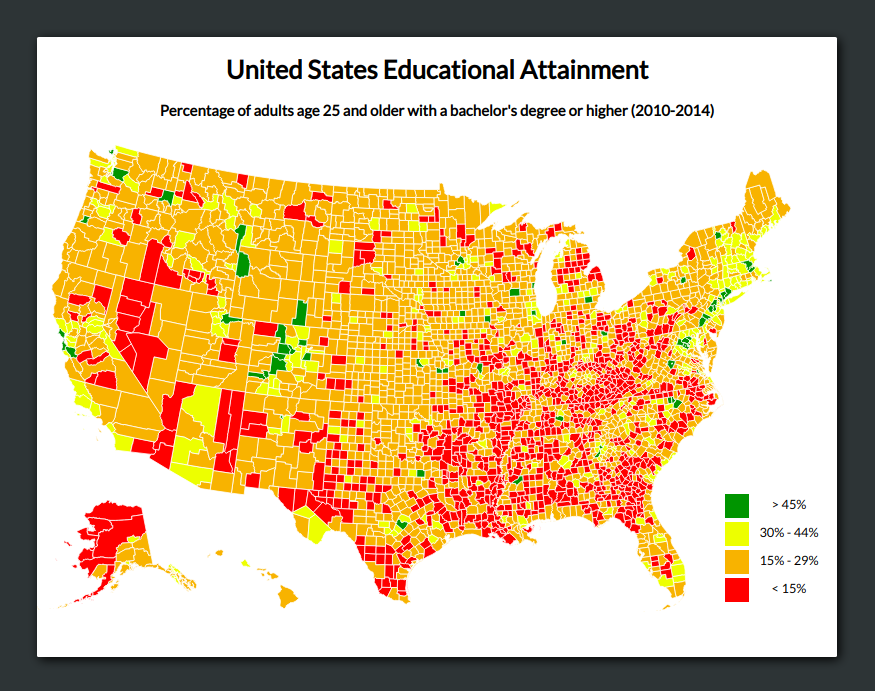 United States Educational Attainment
Percentage of adults age 25 and older with a bachelor's degree or higher (2010-2014)
> 45%
30% - 44%
15% - 29%
< 15%